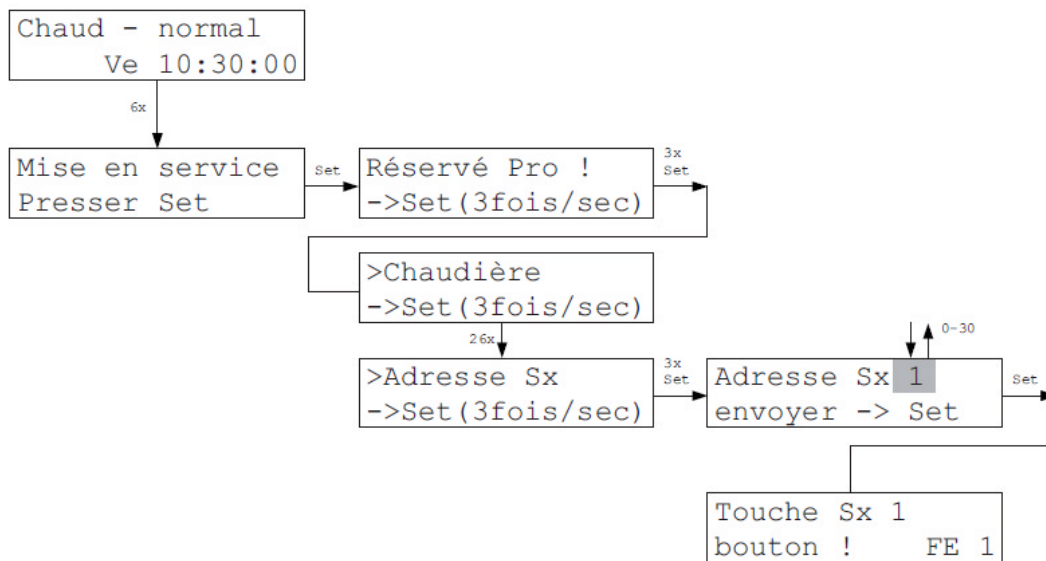 Chaud - normal
Ve 10:30:00
6x
Mise en service
Presser Set
Set
Réservé Pro !
->Set(3fois/sec)
3x
Set
>Chaudière
->Set(3fois/sec)
26x
>Adresse Sx
->Set(3fois/sec)
3x
Set
0-30
Adresse Sx 1
envoyer -> Set
Set
Touche Sx 1
bouton ! FE 1